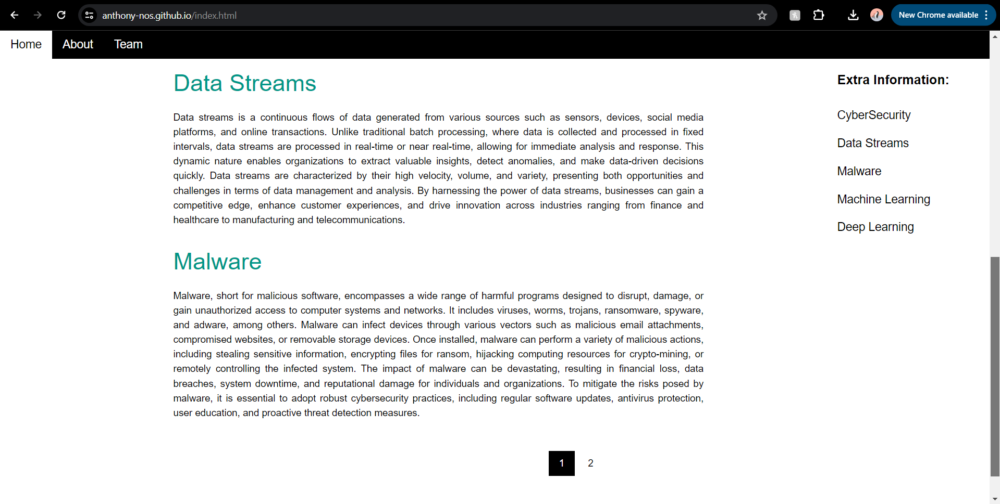 anthony-nos.github.io/index.html
New Chrome available
Home About Team
Data Streams
Data streams is a continuous flows of data generated from various sources such as sensors, devices, social media
platforms, and online transactions. Unlike traditional batch processing, where data is collected and processed in fixed
intervals, data streams are processed in real-time or near real-time, allowing for immediate analysis and response. This
dynamic nature enables organizations to extract valuable insights, detect anomalies, and make data-driven decisions
quickly. Data streams are characterized by their high velocity, volume, and variety, presenting both opportunities and
challenges in terms of data management and analysis. By harnessing the power of data streams, businesses can gain a
competitive edge, enhance customer experiences, and drive innovation across industries ranging from finance and
healthcare to manufacturing and telecommunications.
Malware
Malware, short for malicious software, encompasses a wide range of harmful programs designed to disrupt, damage, or
gain unauthorized access to computer systems and networks. It includes viruses, worms, trojans, ransomware, spyware,
and adware, among others. Malware can infect devices through various vectors such as malicious email attachments,
compromised websites, or removable storage devices. Once installed, malware can perform a variety of malicious actions,
including stealing sensitive information, encrypting files for ransom, hijacking computing resources for crypto-mining, or
remotely controlling the infected system. The impact of malware can be devastating, resulting in financial loss, data
breaches, system downtime, and reputational damage for individuals and organizations. To mitigate the risks posed by
malware, it is essential to adopt robust cybersecurity practices, including regular software updates, antivirus protection,
user education, and proactive threat detection measures.
1 2
Extra Information:
CyberSecurity
Data Streams
Malware
Machine Learning
Deep Learning